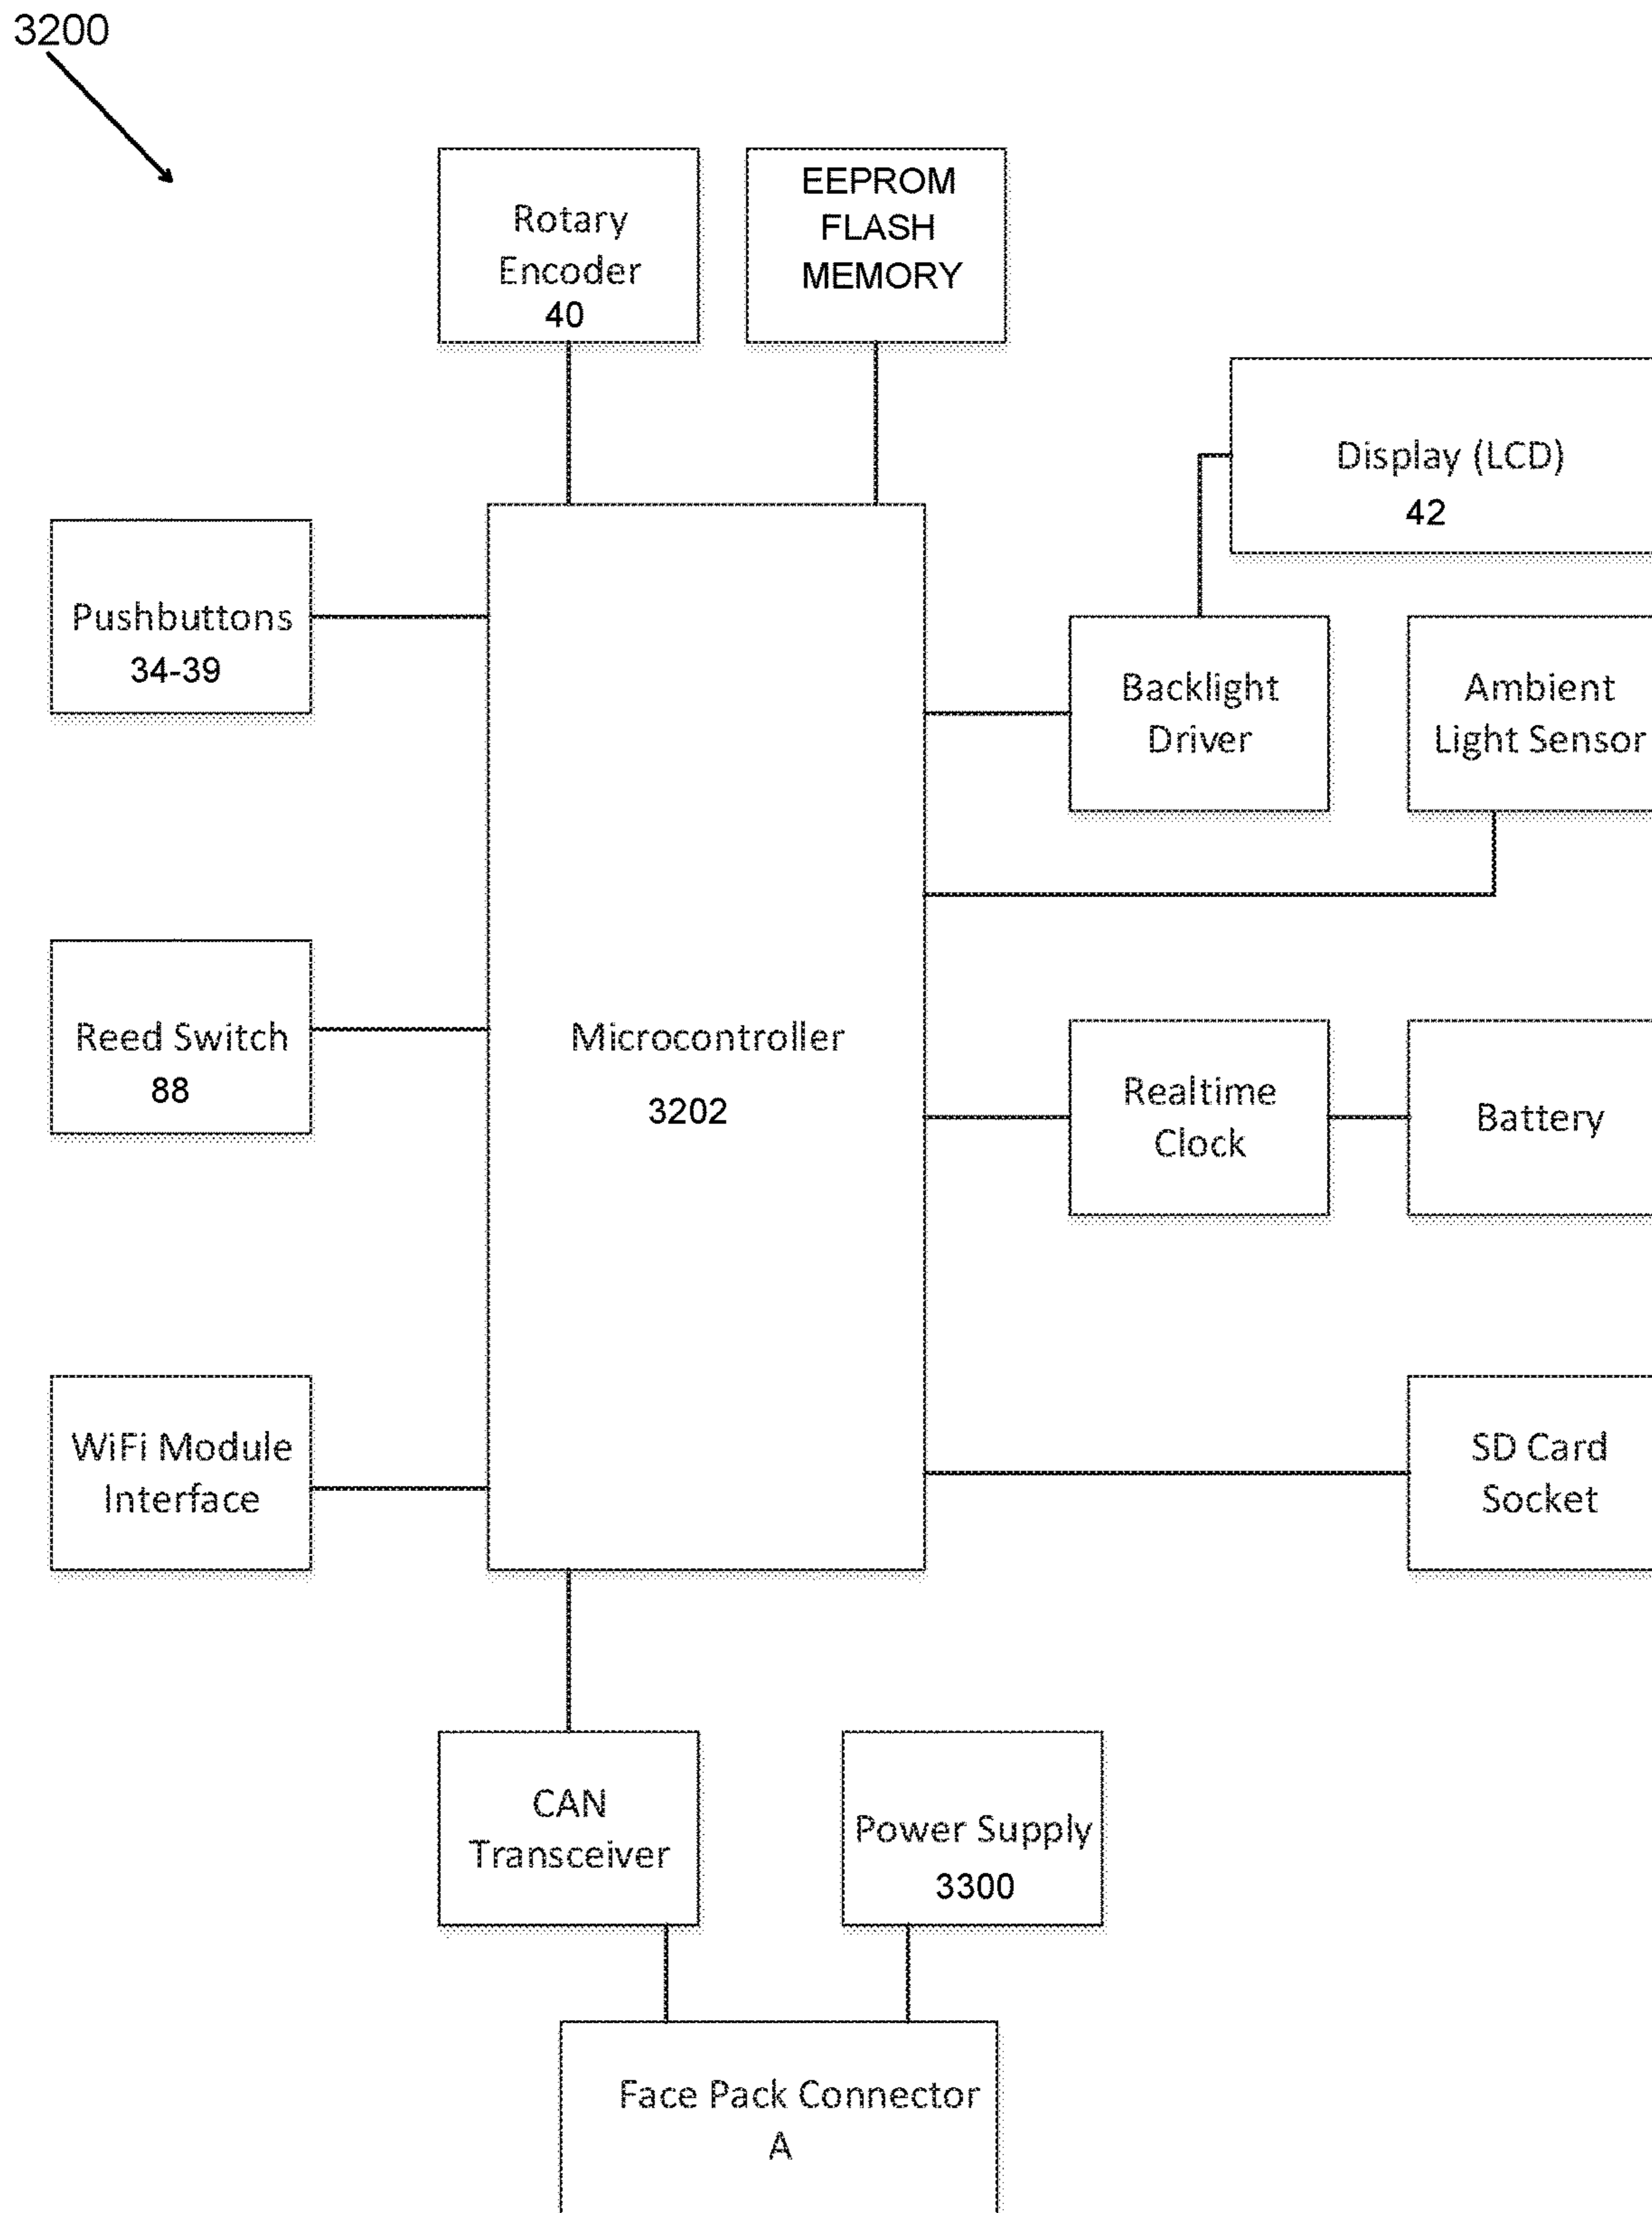 3200
Rotary
Encoder
40
EEPROM
FLASH
MEMORY
Display (LCD)
42
Pushbuttons
34-39
Backlight
Driver
Ambient
Light Sensor
Reed Switch
88
Microcontroller
3202
Realtime
Clock
Battery
WiFi Module
Interface
SD Card
Socket
CAN
Transceiver
Power Supply
3300
Face Pack Connector
A